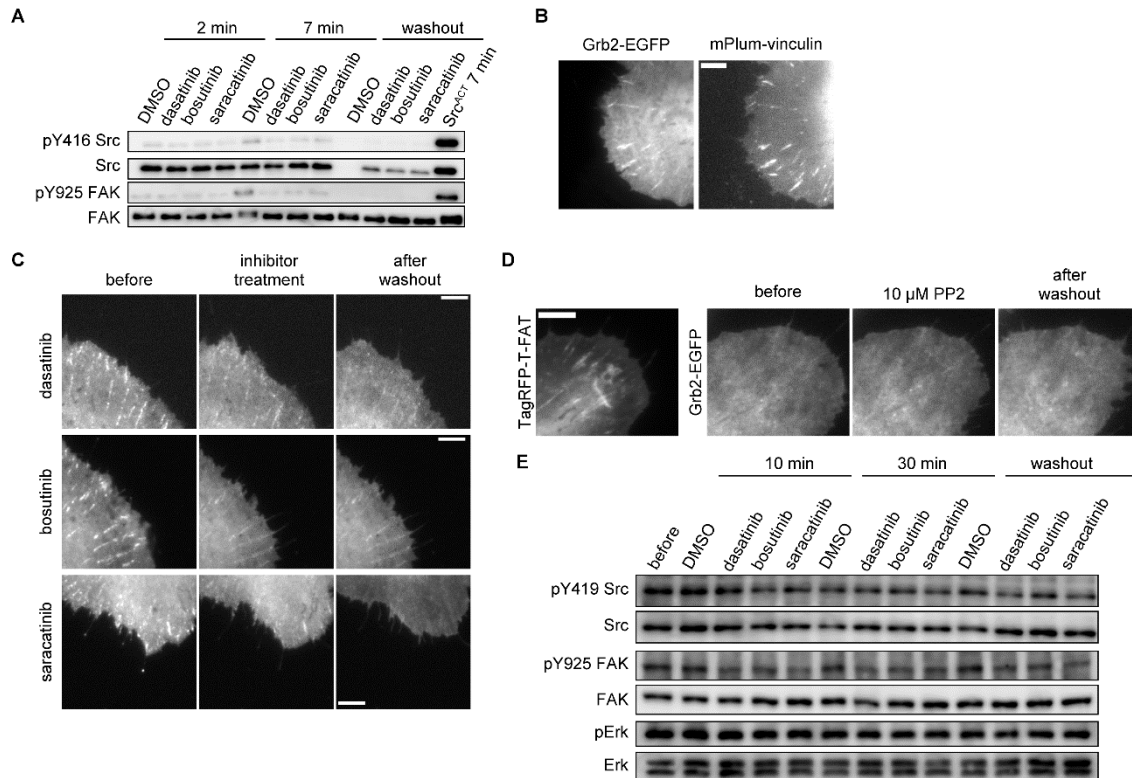 A
2 min
7 min
washout
DMSO
dasatinib
bosutinib
saracatinib
DMSO
dasatinib
bosutinib
saracatinib
DMSO
dasatinib
bosutinib
saracatinib
Src^ACT 7 min
pY416 Src
Src
pY925 FAK
FAK
B
Grb2-EGFP
mPlum-vinculin
C
before
inhibitor
treatment
after
washout
dasatinib
bosutinib
saracatinib
D
TagRFP-T-FAT
Grb2-EGFP
before
10 µM PP2
after
washout
E
10 min
30 min
washout
before
DMSO
dasatinib
bosutinib
saracatinib
DMSO
dasatinib
bosutinib
saracatinib
DMSO
dasatinib
bosutinib
saracatinib
pY419 Src
Src
pY925 FAK
FAK
pErk
Erk